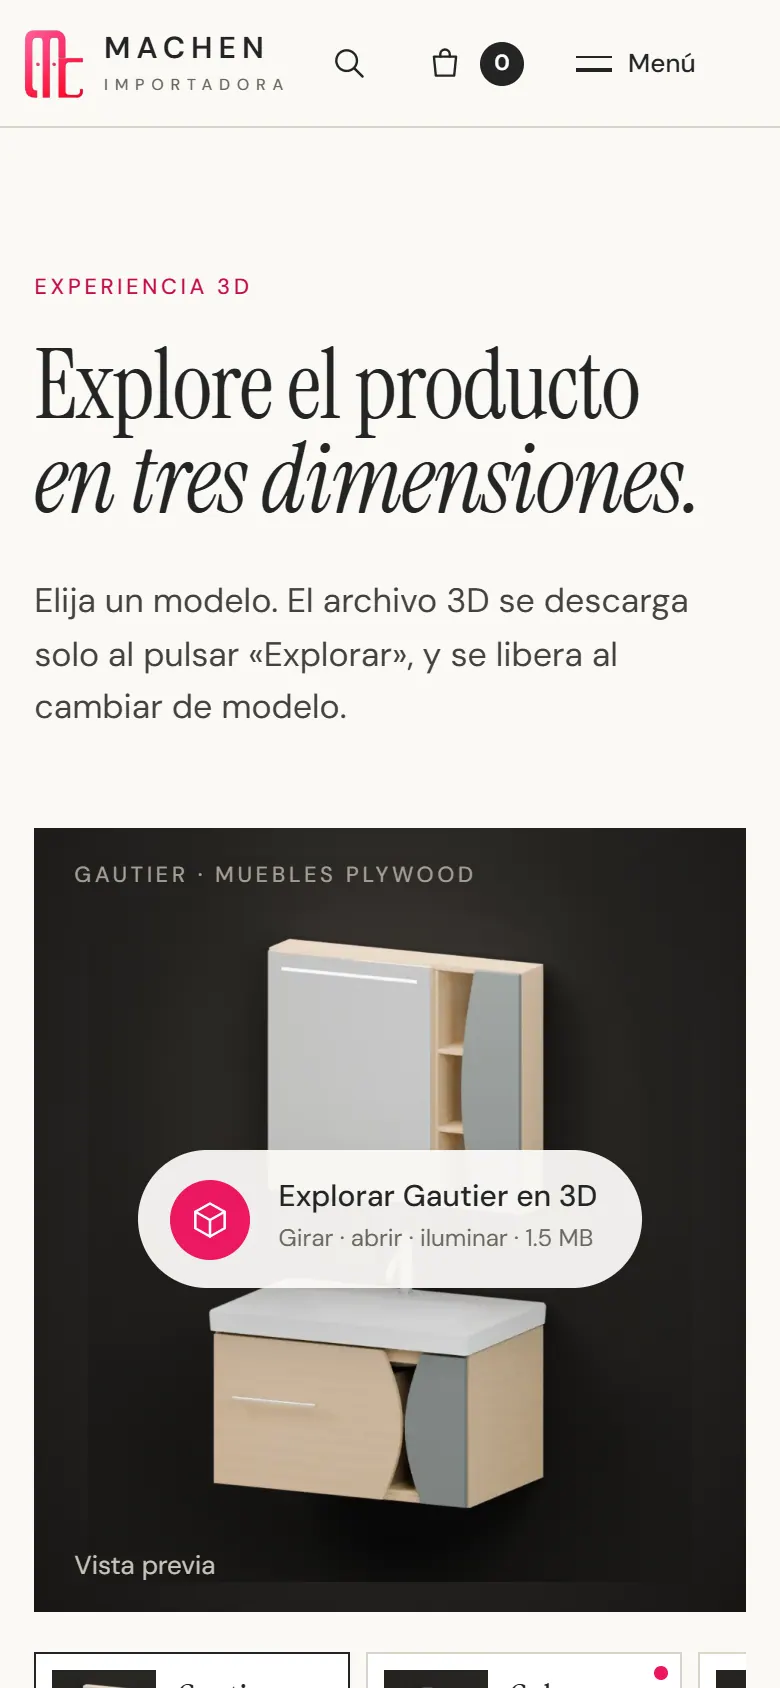 MACHEN
IMPORTADORA
0
Menú
EXPERIENCIA 3D
Explore el producto
en tres dimensiones.
Elija un modelo. El archivo 3D se descarga
solo al pulsar «Explorar», y se libera al
cambiar de modelo.
GAUTIER · MUEBLES PLYWOOD
Explorar Gautier en 3D
Girar · abrir · iluminar · 1.5 MB
Vista previa